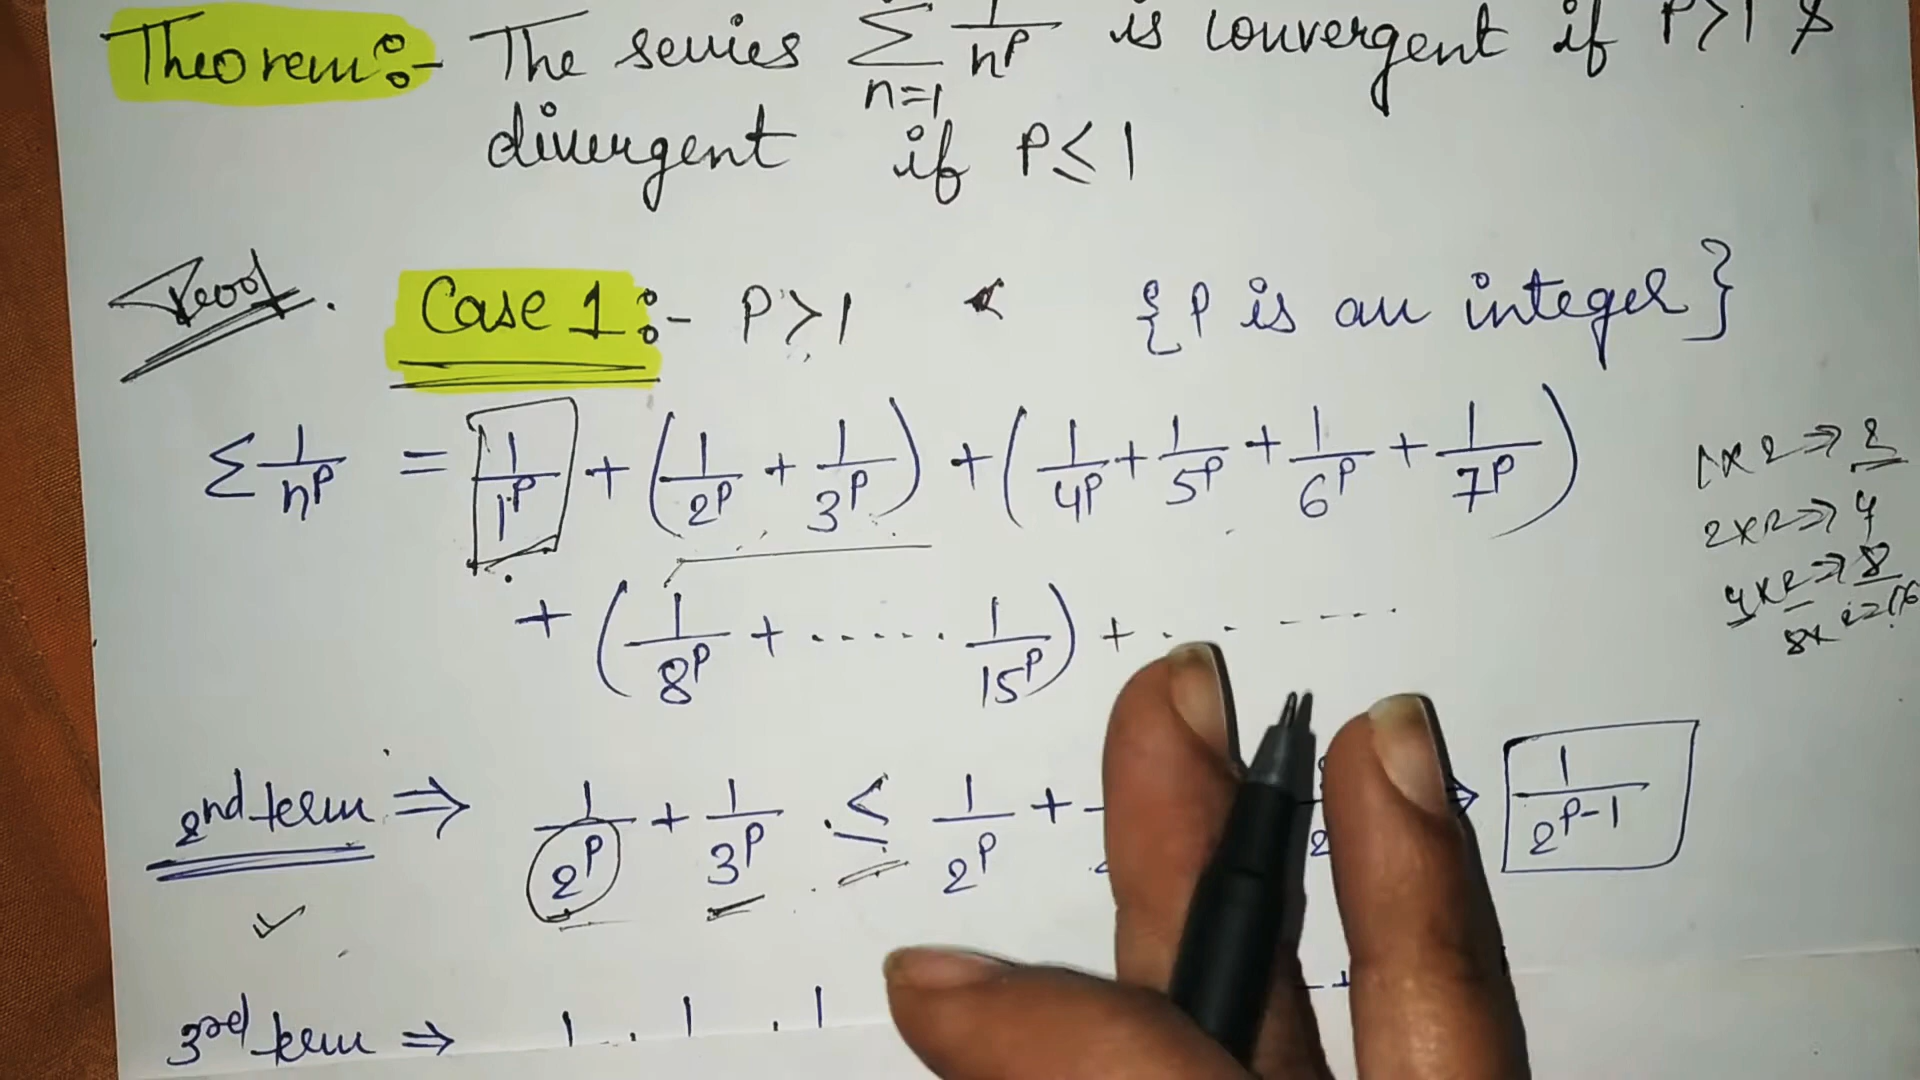 Theorem:- The series ∑ n=1 1/n^p is convergent if P>1 &
divergent if P≤1
Proof. Case 1:- P>1 {P is an integer}
∑ 1/n^p = 1/1^p + (1/2^p + 1/3^p) + (1/4^p + 1/5^p + 1/6^p + 1/7^p)
1×2⇒2
2×2⇒4
4×2⇒8
8×2=16
+ (1/8^p + ..... 1/15^p) + .......
2nd term ⇒ 1/2^p + 1/3^p ≤ 1/2^p + ⇒ 1/2^(p-1)
3rd term ⇒